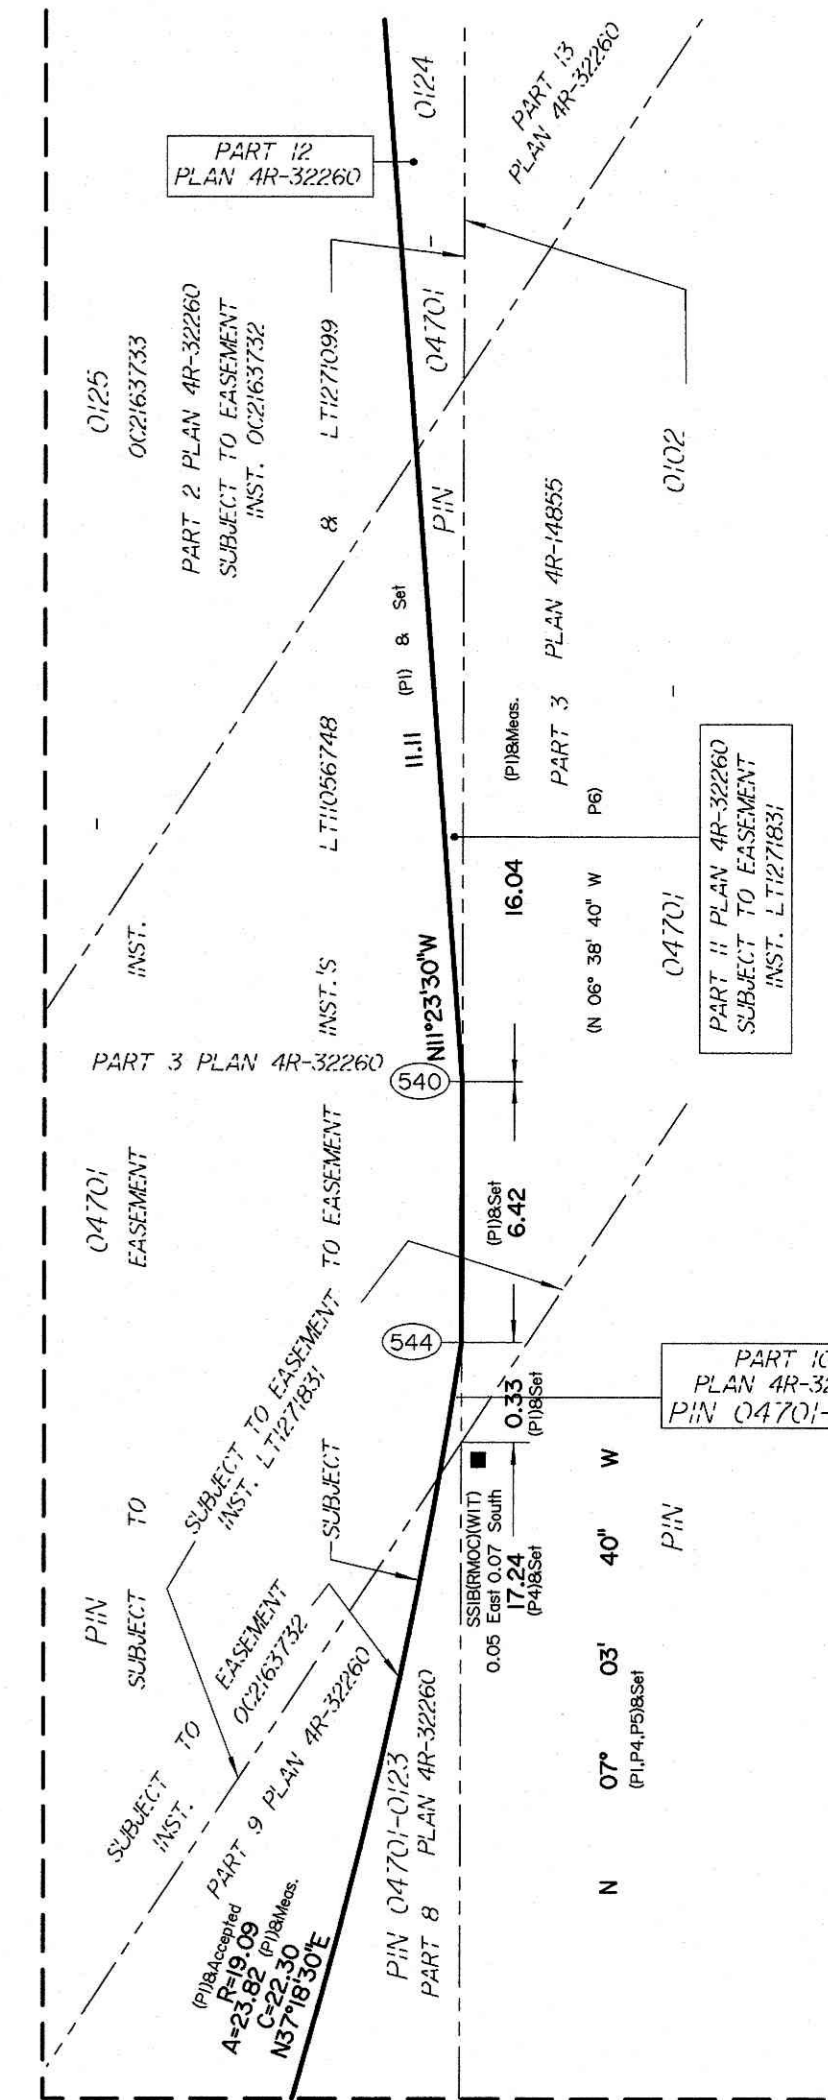 0124
PART 13
PLAN 4R-32260
PART 12
PLAN 4R-32260
0125
OC2163733
PART 2 PLAN 4R-32260
SUBJECT TO EASEMENT
INST. OC2163732
& LT1271099
–
04701
PIN
11.11 (P1) & Set
PART 3 PLAN 4R-14855
0102
–
(P1)&Meas.
16.04
(N 06° 38' 40" W P6)
04701
PART 11 PLAN 4R-32260
SUBJECT TO EASEMENT
INST. LT1271831
–
INST.
INST.'S LT1056748
N11°23'30"W
PART 3 PLAN 4R-32260
540
04701
EASEMENT
TO EASEMENT
(P1)&Set
6.42
544
SUBJECT TO EASEMENT
INST. LT1271831
SUBJECT
0.33
(P1)&Set
PART 10
PLAN 4R-32
PIN 04701-
SSIB(RMOC)(WIT)
0.05 East 0.07 South
17.24
(P4)&Set
PIN
SUBJECT TO
SUBJECT TO EASEMENT
INST. OC2163732
PART 9 PLAN 4R-32260
PIN 04701-0123
PART 8 PLAN 4R-32260
N 07° 03' 40" W
(P1,P4,P5)&Set
PIN
(P1)&Accepted
R=19.09
A=23.82 (P1)&Meas.
C=22.30
N37°18'30"E